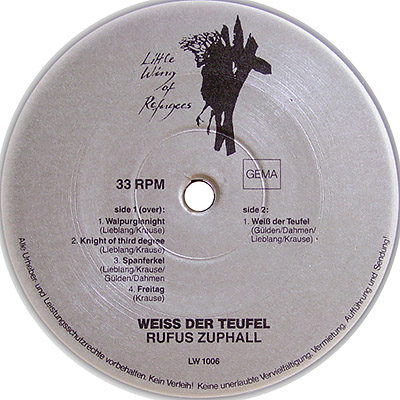 Little
Wing
of
Refugees
33 RPM
GEMA
side 1 (over):
1. Walpurgisnight
(Lieblang/Krause)
2. Knight of third degree
(Lieblang/Krause)
3. Spanferkel
(Lieblang/Krause/
Gülden/Dahmen)
4. Freitag
(Krause)
side 2:
1. Weiß der Teufel
(Gülden/Dahmen/
Lieblang/Krause)
WEISS DER TEUFEL
RUFUS ZUPHALL
LW 1006
Alle Urheber- und Leistungsschutzrechte vorbehalten. Kein Verleih! Keine unerlaubte Vervielfältigung, Vermietung, Aufführung und Sendung!